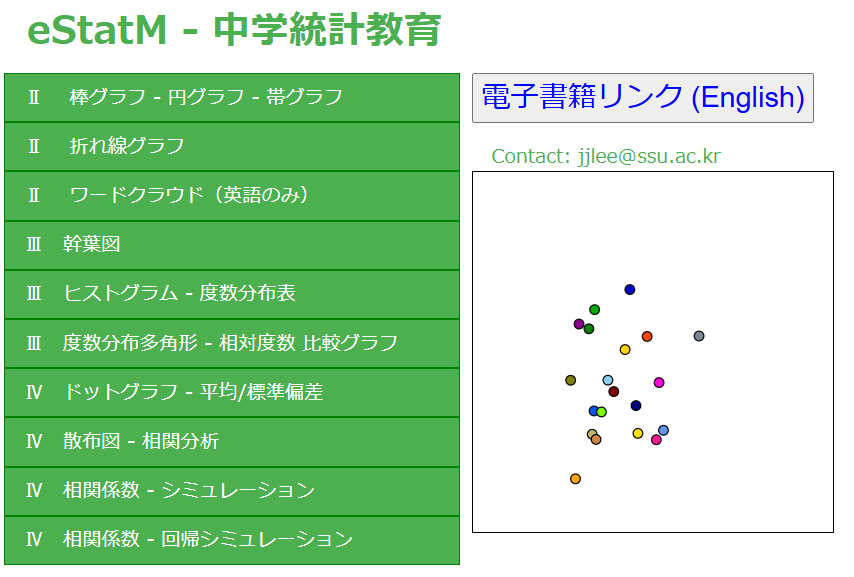 eStatM - 中学統計教育
Ⅱ 棒グラフ - 円グラフ - 帯グラフ
Ⅱ 折れ線グラフ
Ⅱ ワードクラウド（英語のみ）
Ⅲ 幹葉図
Ⅲ ヒストグラム - 度数分布表
Ⅲ 度数分布多角形 - 相対度数 比較グラフ
Ⅳ ドットグラフ - 平均/標準偏差
Ⅳ 散布図 - 相関分析
Ⅳ 相関係数 - シミュレーション
Ⅳ 相関係数 - 回帰シミュレーション
電子書籍リンク (English)
Contact: jjlee@ssu.ac.kr